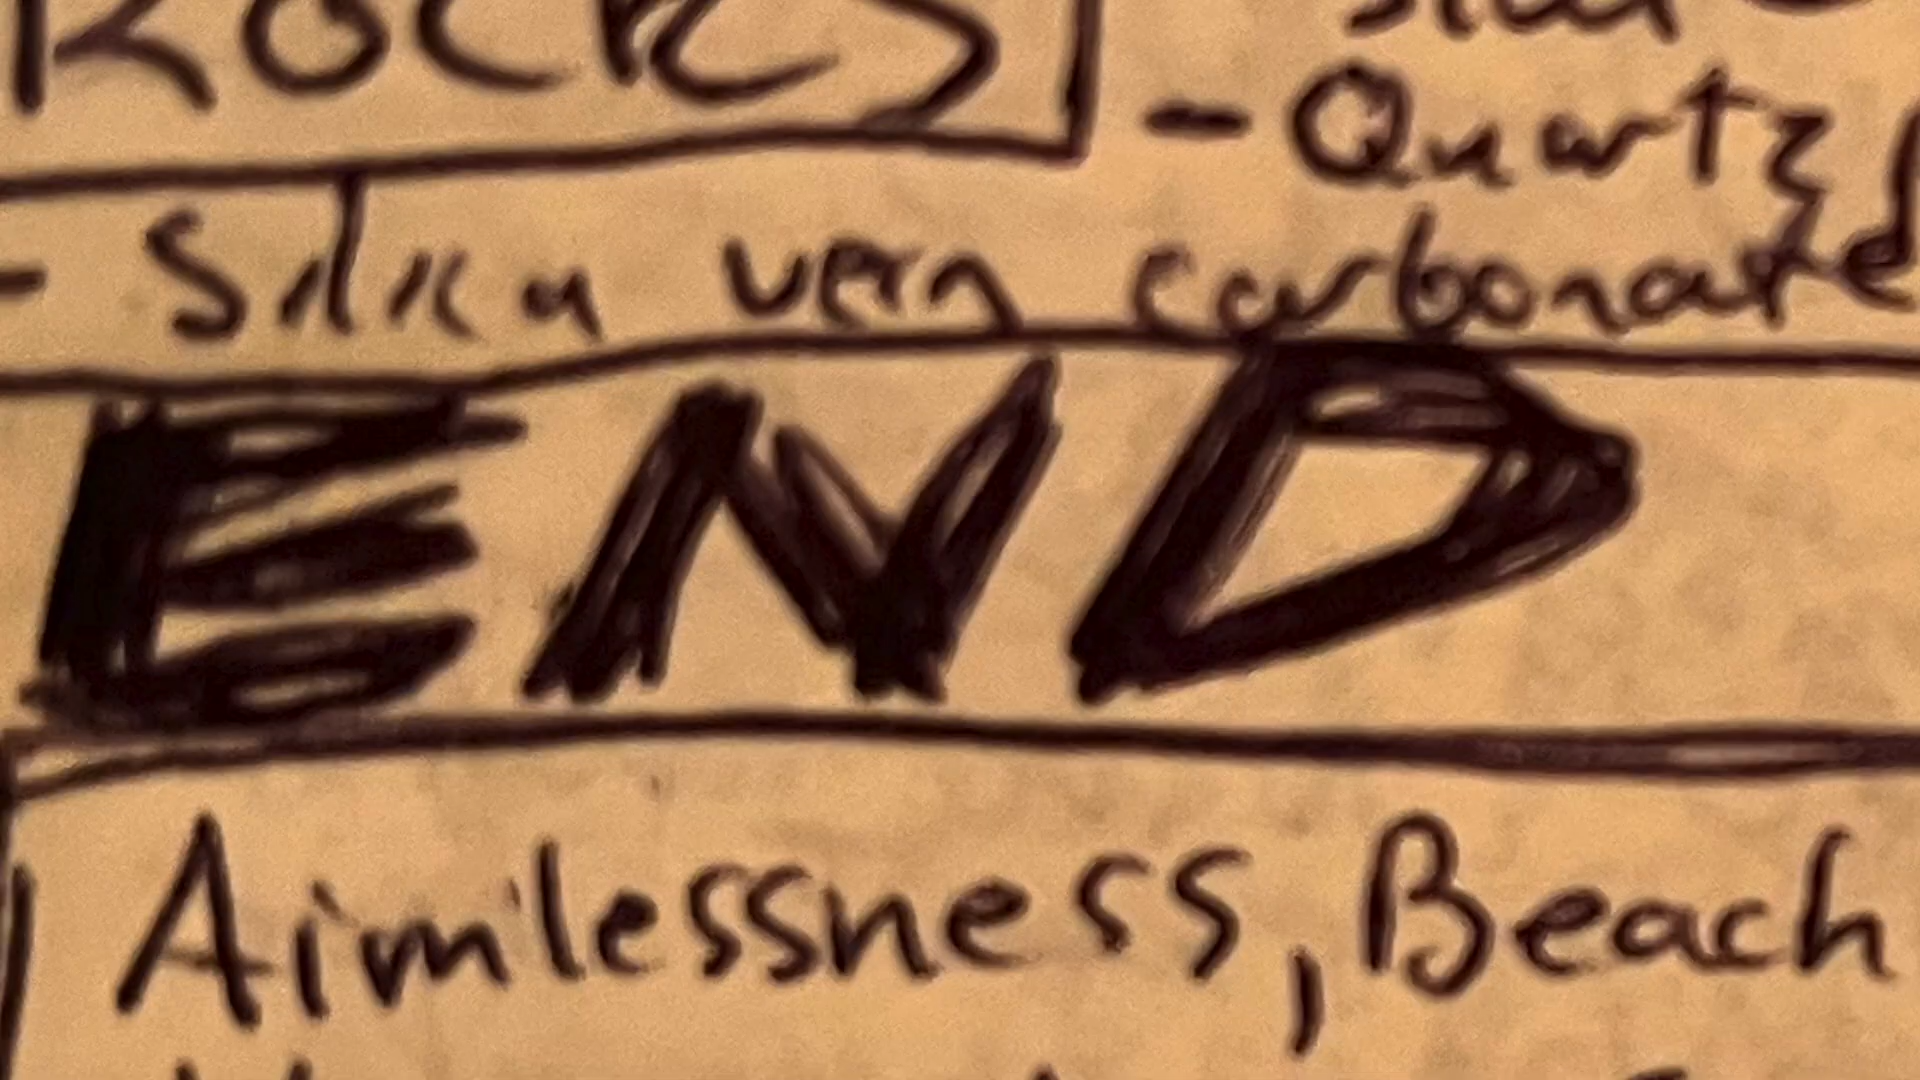 ROCKS
- Quartz
- Silica vein carbonate
END
Aimlessness, Beach